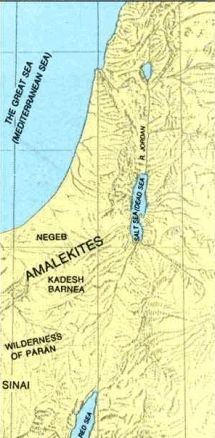 THE GREAT SEA
(MEDITERRANEAN SEA)
R. JORDAN
SALT SEA (DEAD SEA)
NEGEB
AMALEKITES
KADESH
BARNEA
WILDERNESS
OF PARAN
SINAI
RED SEA